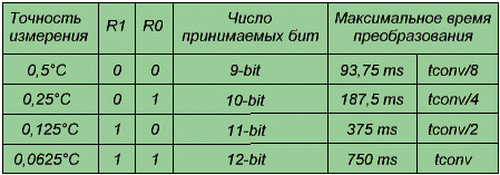 Точность измерения R1 R0 Число принимаемых бит Максимальное время преобразования
0,5°C 0 0 9-bit 93,75 ms tconv/8
0,25°C 0 1 10-bit 187,5 ms tconv/4
0,125°C 1 0 11-bit 375 ms tconv/2
0,0625°C 1 1 12-bit 750 ms tconv